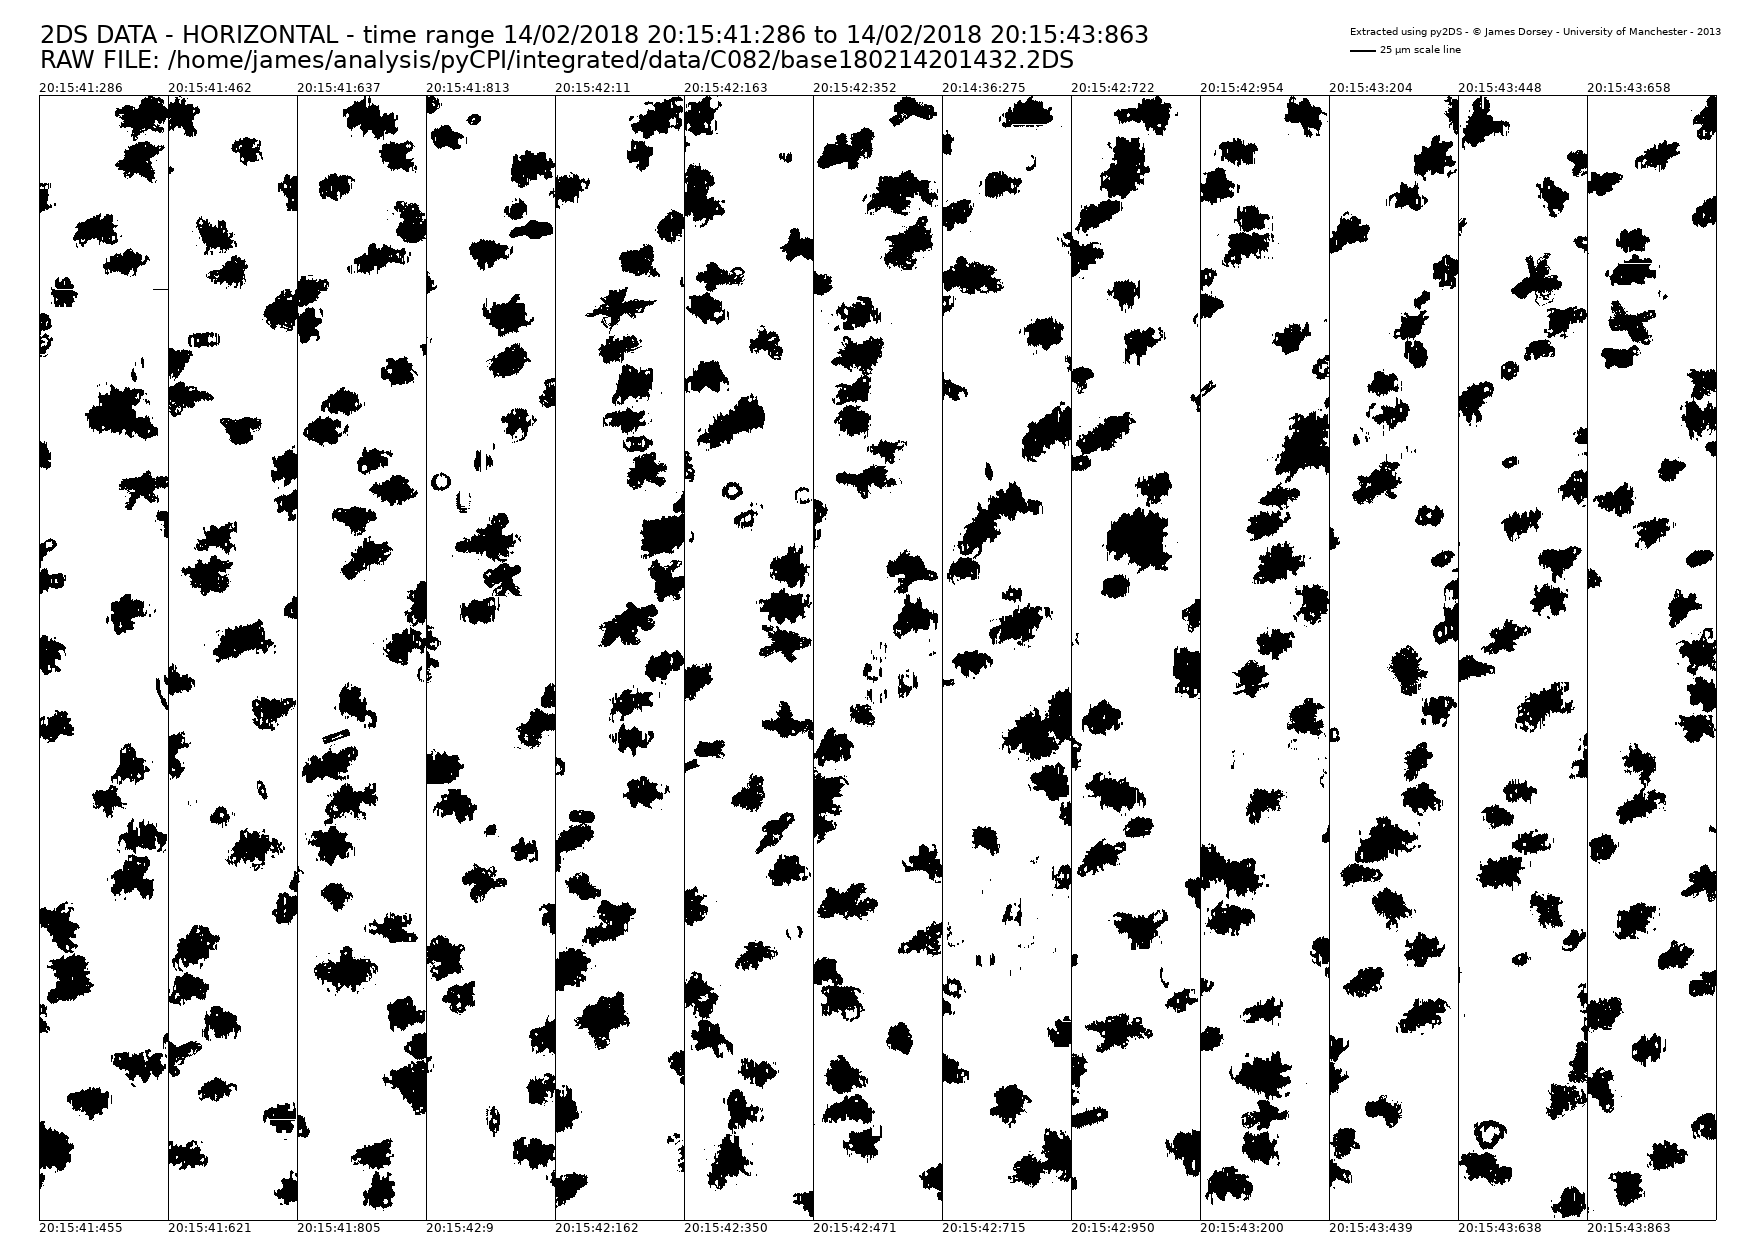 2DS DATA - HORIZONTAL - time range 14/02/2018 20:15:41:286 to 14/02/2018 20:15:43:863
RAW FILE: /home/james/analysis/pyCPI/integrated/data/C082/base180214201432.2DS
Extracted using py2DS - © James Dorsey - University of Manchester - 2013
25 µm scale line
20:15:41:286 20:15:41:462 20:15:41:637 20:15:41:813 20:15:42:11 20:15:42:163 20:15:42:352 20:14:36:275 20:15:42:722 20:15:42:954 20:15:43:204 20:15:43:448 20:15:43:658
20:15:41:455 20:15:41:621 20:15:41:805 20:15:42:9 20:15:42:162 20:15:42:350 20:15:42:471 20:15:42:715 20:15:42:950 20:15:43:200 20:15:43:439 20:15:43:638 20:15:43:863